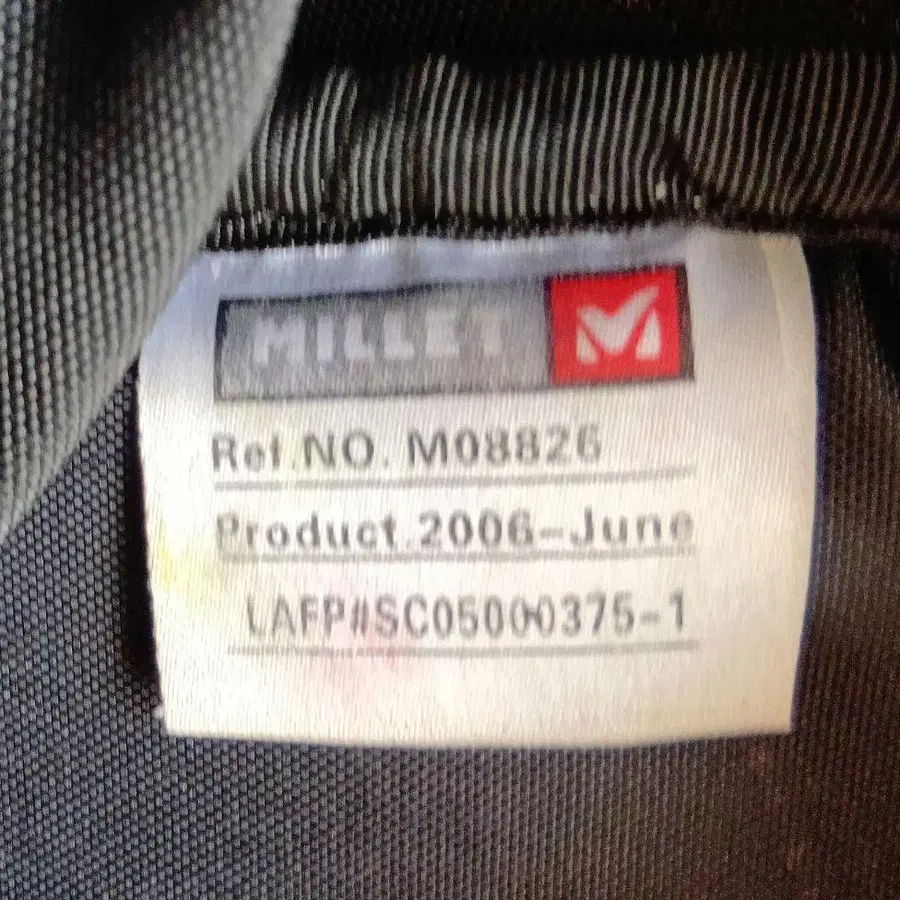 MILLET
Ref.NO. M08826
Product.2006-June
LAFP#SC05000375-1